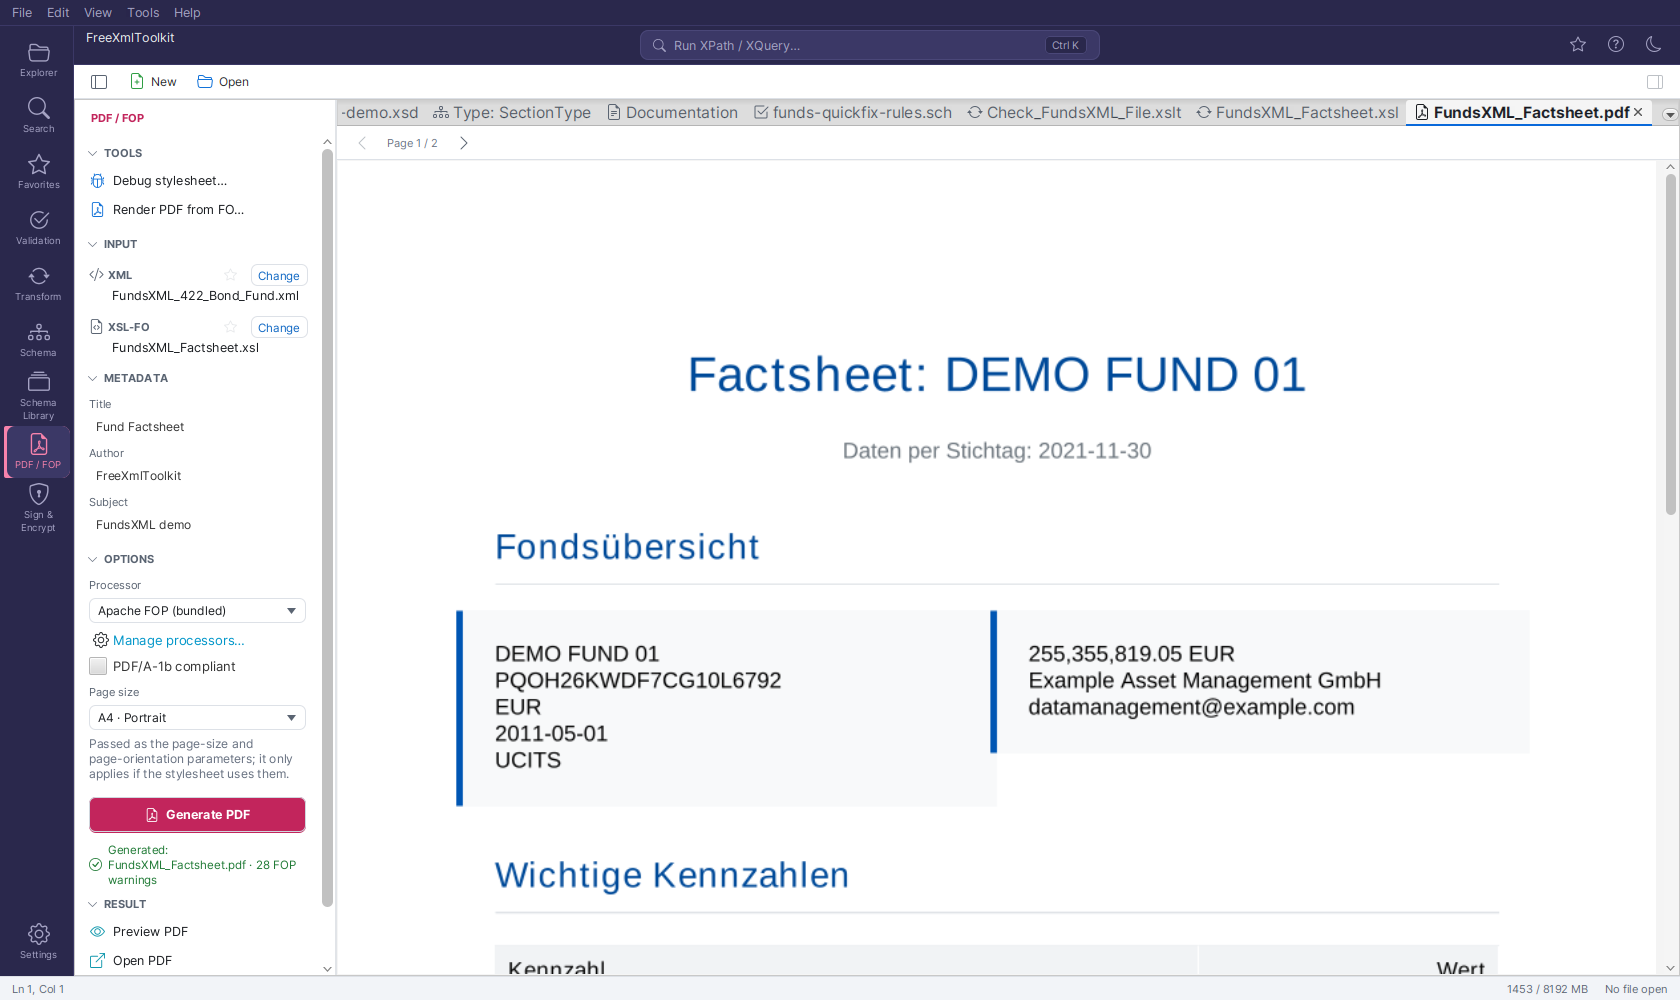 File Edit View Tools Help
FreeXmlToolkit
Run XPath / XQuery... Ctrl K
Explorer
Search
Favorites
Validation
Transform
Schema
Schema
Library
PDF / FOP
Sign &
Encrypt
Settings
New Open
PDF / FOP
TOOLS
Debug stylesheet...
Render PDF from FO...
INPUT
XML Change
FundsXML_422_Bond_Fund.xml
XSL-FO Change
FundsXML_Factsheet.xsl
METADATA
Title
Fund Factsheet
Author
FreeXmlToolkit
Subject
FundsXML demo
OPTIONS
Processor
Apache FOP (bundled)
Manage processors...
PDF/A-1b compliant
Page size
A4 · Portrait
Passed as the page-size and
page-orientation parameters; it only
applies if the stylesheet uses them.
Generate PDF
Generated:
FundsXML_Factsheet.pdf · 28 FOP
warnings
RESULT
Preview PDF
Open PDF
-demo.xsd Type: SectionType Documentation funds-quickfix-rules.sch Check_FundsXML_File.xslt FundsXML_Factsheet.xsl FundsXML_Factsheet.pdf
Page 1 / 2
Factsheet: DEMO FUND 01
Daten per Stichtag: 2021-11-30
Fondsübersicht
DEMO FUND 01
PQOH26KWDF7CG10L6792
EUR
2011-05-01
UCITS
255,355,819.05 EUR
Example Asset Management GmbH
datamanagement@example.com
Wichtige Kennzahlen
Kennzahl Wert
Ln 1, Col 1 1453 / 8192 MB No file open